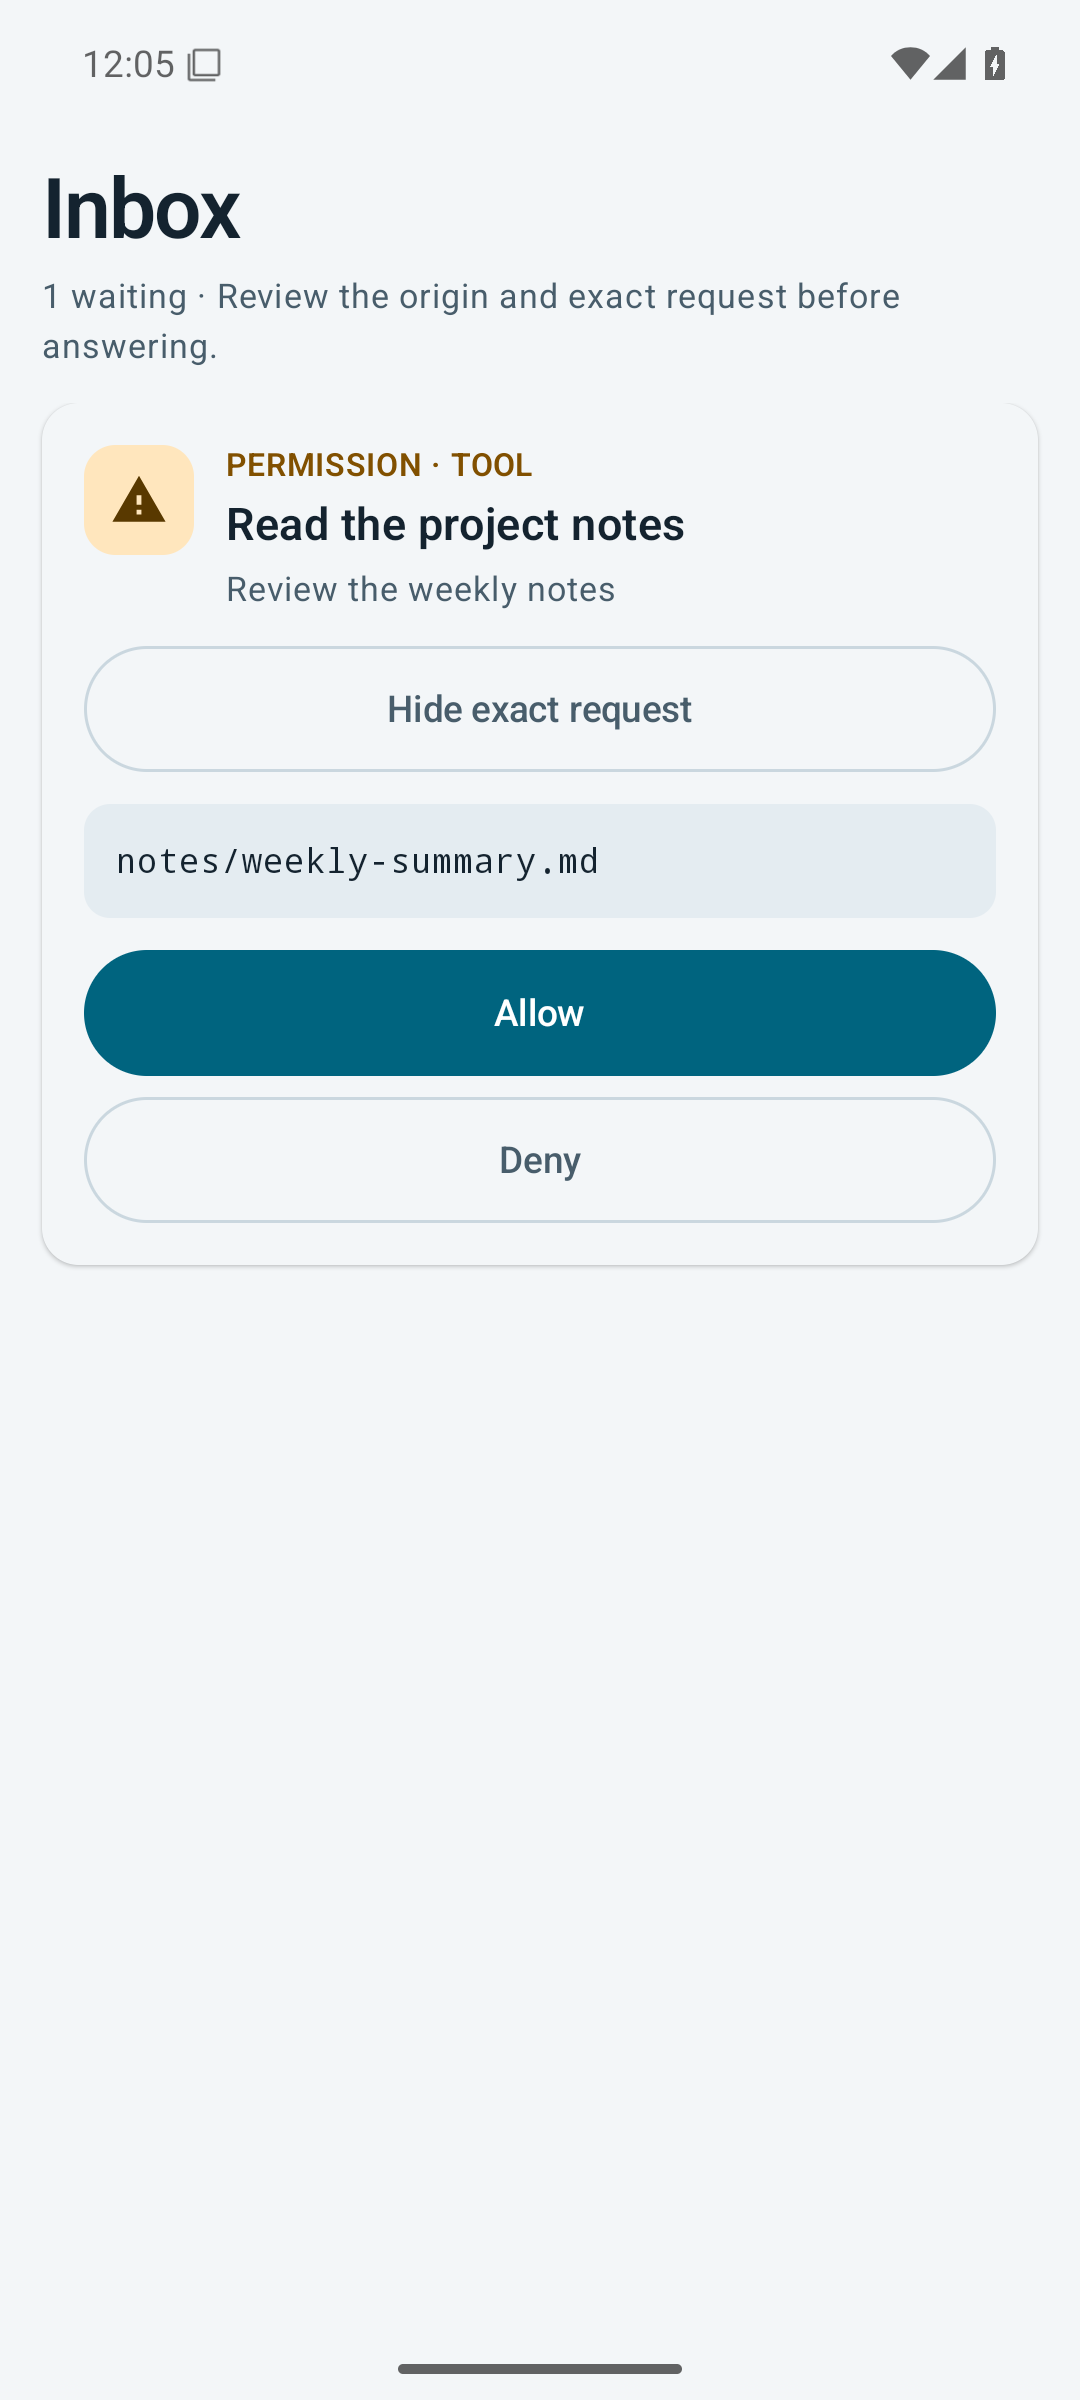 12:05
Inbox
1 waiting · Review the origin and exact request before
answering.
PERMISSION · TOOL
Read the project notes
Review the weekly notes
Hide exact request
notes/weekly-summary.md
Allow
Deny